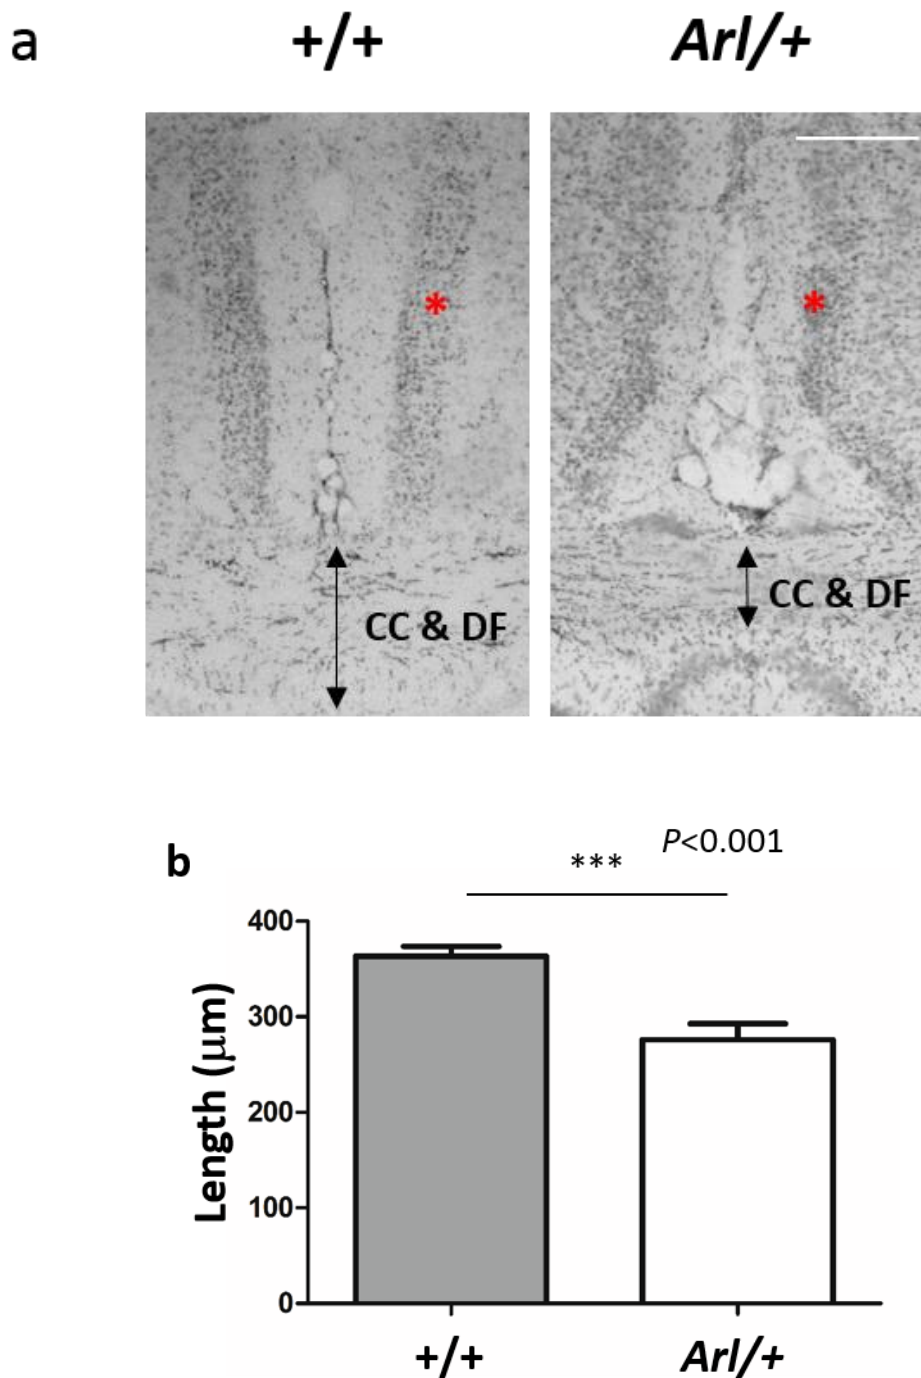 a
+/+ Arl/+
*
*
CC & DF
CC & DF
b
P<0.001
***
400
300
200
100
0
Length (μm)
+/+ Arl/+